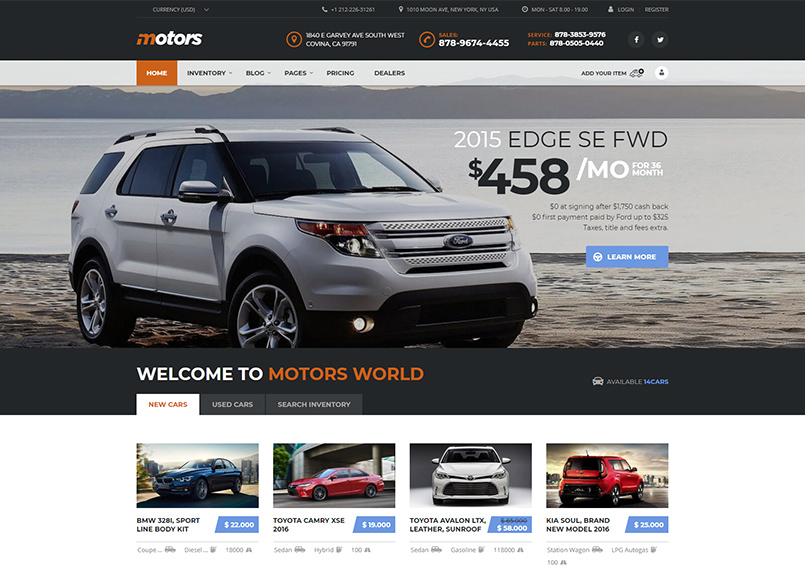 CURRENCY (USD)
+1 212-226-31261
1010 MOON AVE, NEW YORK, NY USA
MON - SAT 8.00 - 19.00
LOGIN
REGISTER
motors
1840 E GARVEY AVE SOUTH WEST
COVINA, CA 91791
SALES:
878-9674-4455
SERVICE: 878-3853-9576
PARTS: 878-0505-0440
HOME
INVENTORY
BLOG
PAGES
PRICING
DEALERS
ADD YOUR ITEM
2015 EDGE SE FWD
$458 /MO FOR 36
MONTH
$0 at signing after $1,750 cash back
$0 first payment paid by Ford up to $325
Taxes, title and fees extra.
LEARN MORE
Ford
WELCOME TO MOTORS WORLD
AVAILABLE 14CARS
NEW CARS
USED CARS
SEARCH INVENTORY
BMW 328I, SPORT
LINE BODY KIT
$ 22.000
Coupe ...
Diesel ...
18000
TOYOTA CAMRY XSE
2016
$ 19.000
Sedan
Hybrid
100
TOYOTA AVALON LTX,
LEATHER, SUNROOF
$ 65.000
$ 58.000
Sedan
Gasoline
118000
KIA SOUL, BRAND
NEW MODEL 2016
$ 25.000
Station Wagon
LPG Autogas
100